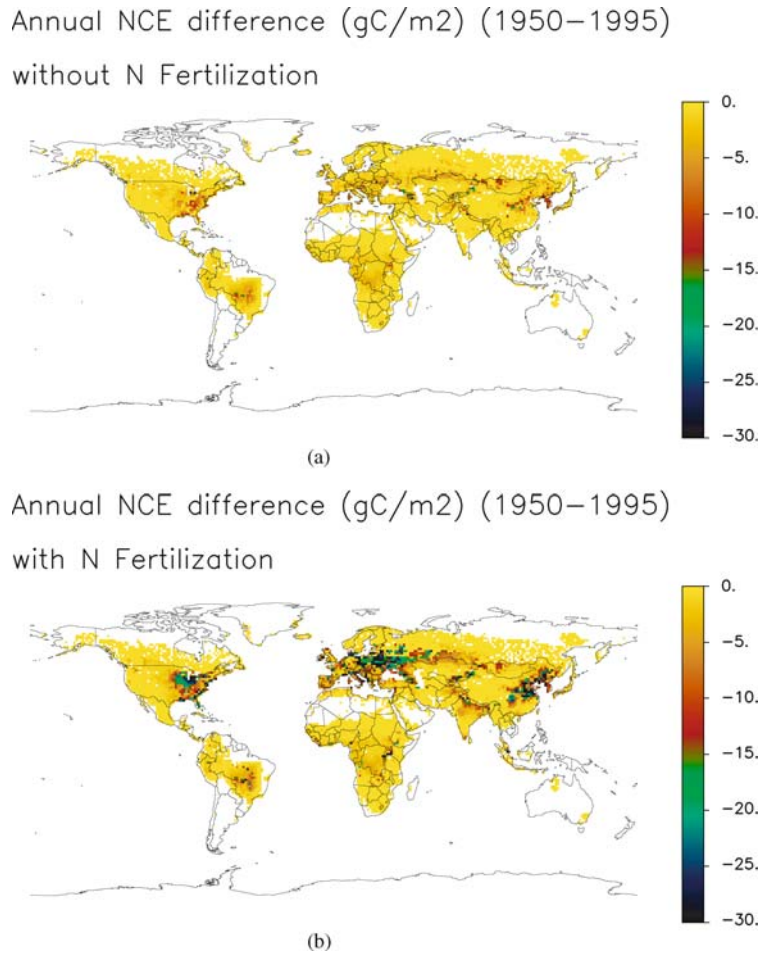 Annual NCE difference (gC/m2) (1950−1995)
without N Fertilization
0.
−5.
−10.
−15.
−20.
−25.
−30.
(a)
Annual NCE difference (gC/m2) (1950−1995)
with N Fertilization
0.
−5.
−10.
−15.
−20.
−25.
−30.
(b)